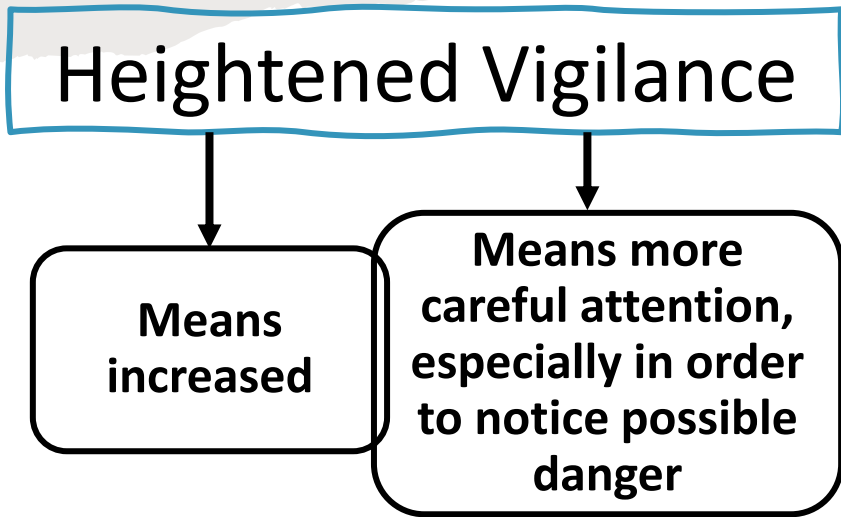 Heightened Vigilance
Means
increased
Means more
careful attention,
especially in order
to notice possible
danger